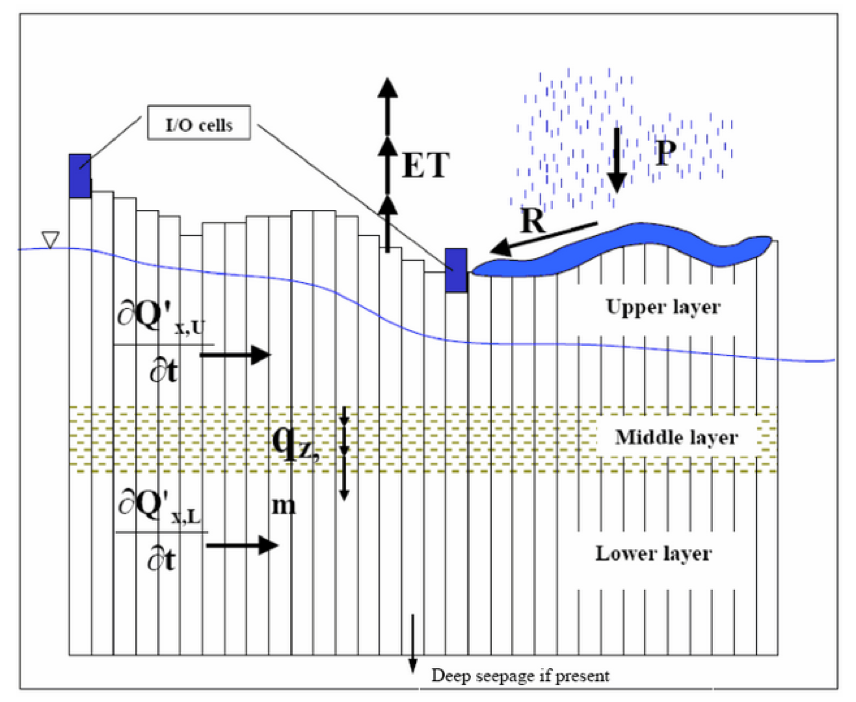 I/O cells
ET
P
R
Upper layer
∂Q'x,U
∂t
Middle layer
qz,
m
∂Q'x,L
∂t
Lower layer
Deep seepage if present